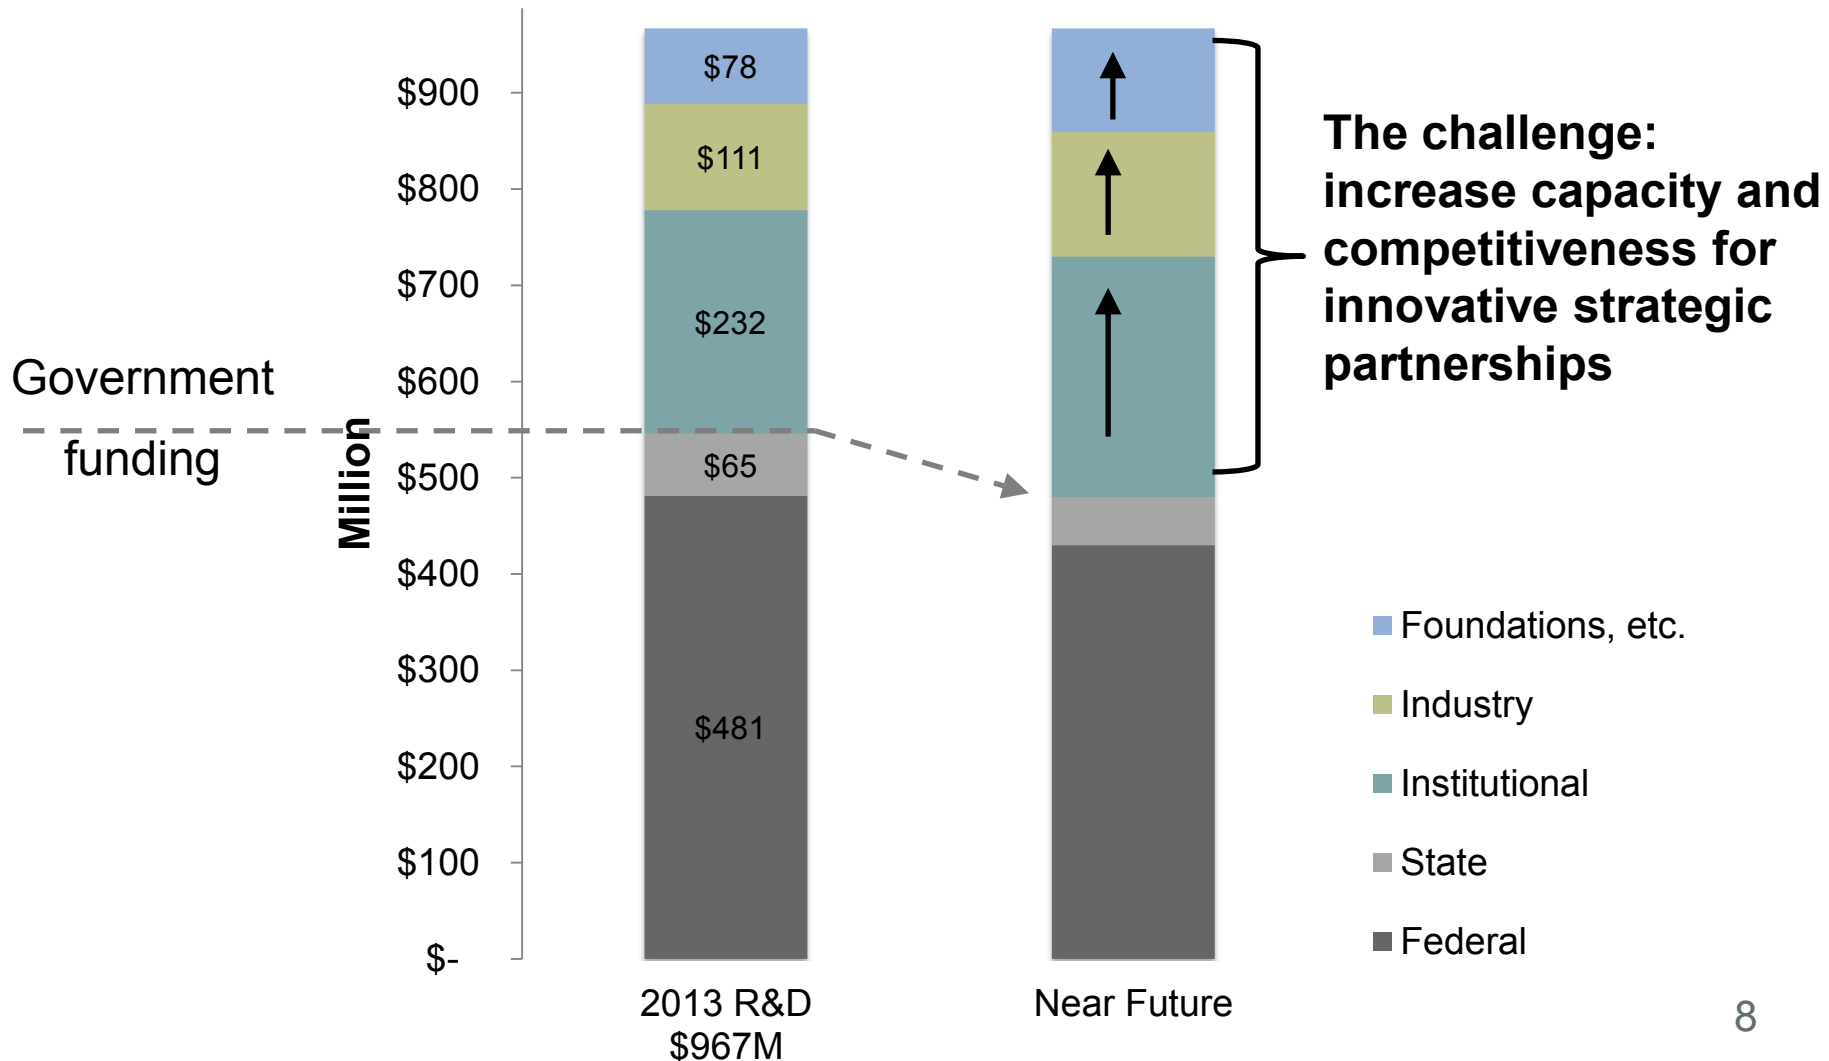 $900
$800
$700
$600
$500
$400
$300
$200
$100
$-
Million
Government
funding
$78
$111
$232
$65
$481
2013 R&D
$967M
Near Future
The challenge:
increase capacity and
competitiveness for
innovative strategic
partnerships
Foundations, etc.
Industry
Institutional
State
Federal
8